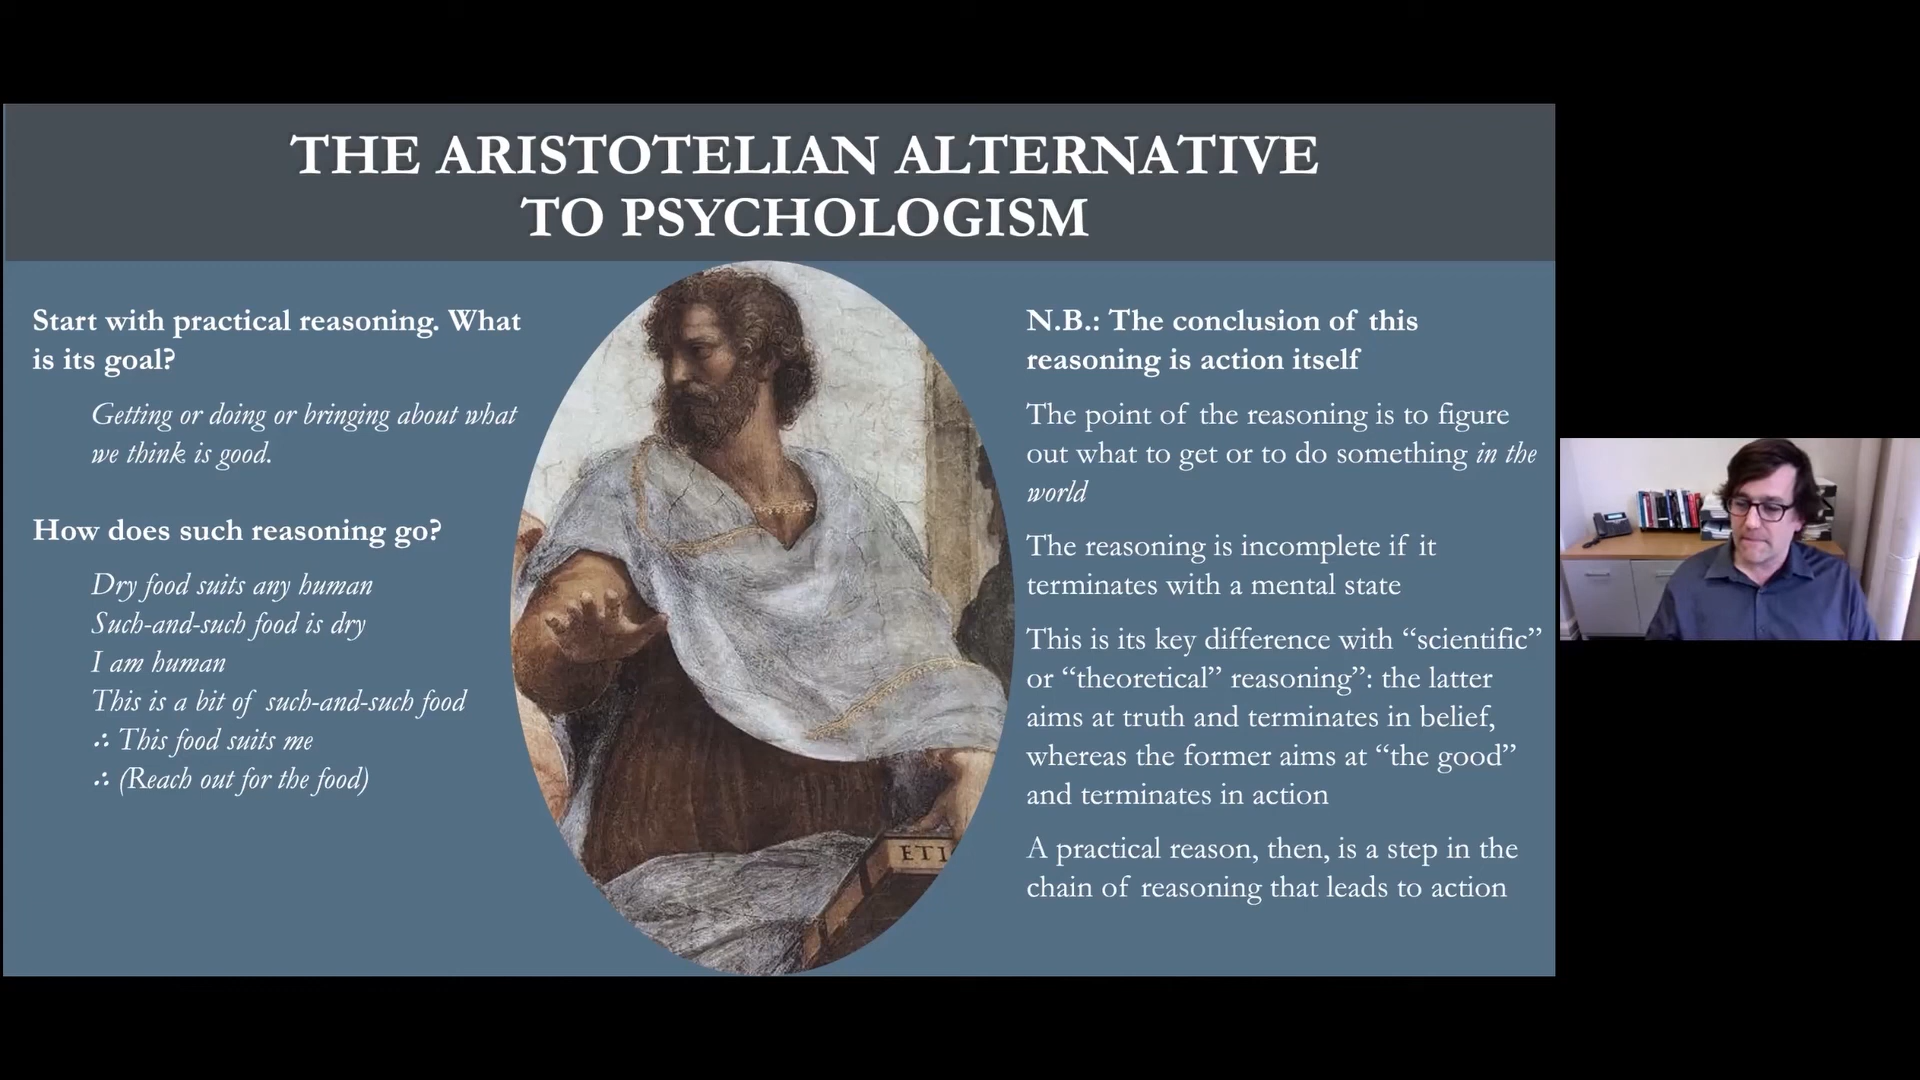 THE ARISTOTELIAN ALTERNATIVE
TO PSYCHOLOGISM
Start with practical reasoning. What
is its goal?
Getting or doing or bringing about what
we think is good.
How does such reasoning go?
Dry food suits any human
Such-and-such food is dry
I am human
This is a bit of such-and-such food
∴ This food suits me
∴ (Reach out for the food)
ETI
N.B.: The conclusion of this
reasoning is action itself
The point of the reasoning is to figure
out what to get or to do something in the
world
The reasoning is incomplete if it
terminates with a mental state
This is its key difference with “scientific”
or “theoretical” reasoning”: the latter
aims at truth and terminates in belief,
whereas the former aims at “the good”
and terminates in action
A practical reason, then, is a step in the
chain of reasoning that leads to action